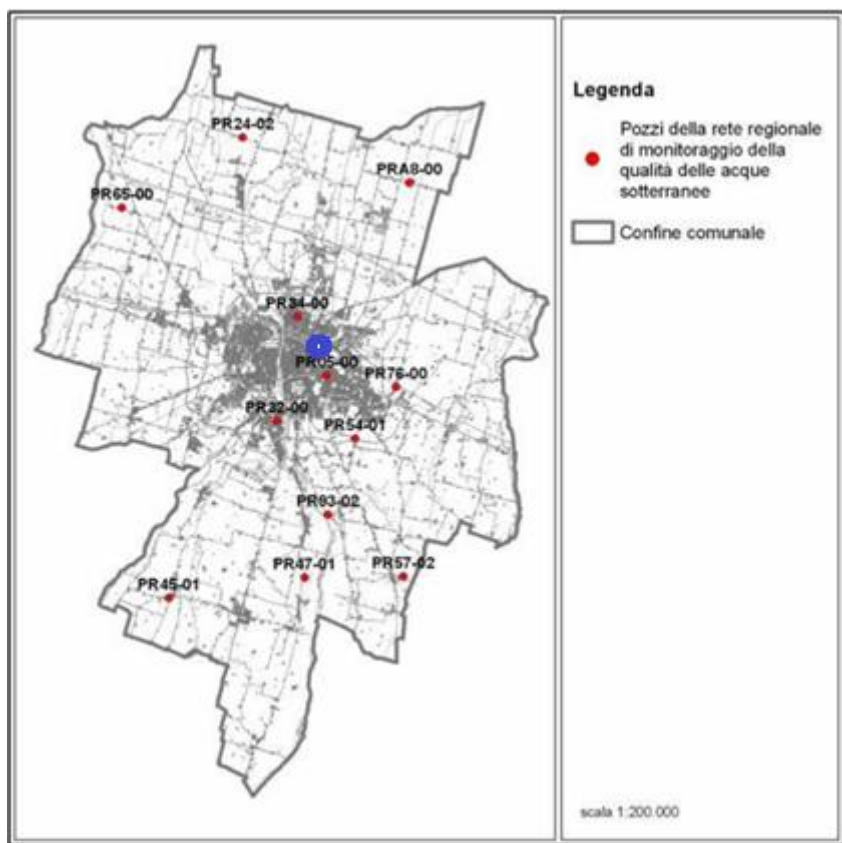 PR24-02
PRA8-00
PR65-00
PR34-00
PR05-00
PR76-00
PR32-00
PR54-01
PR93-02
PR47-01
PR57-02
PR45-01
Legenda
Pozzi della rete regionale
di monitoraggio della
qualità delle acque
sotterranee
Confine comunale
scala 1:200.000